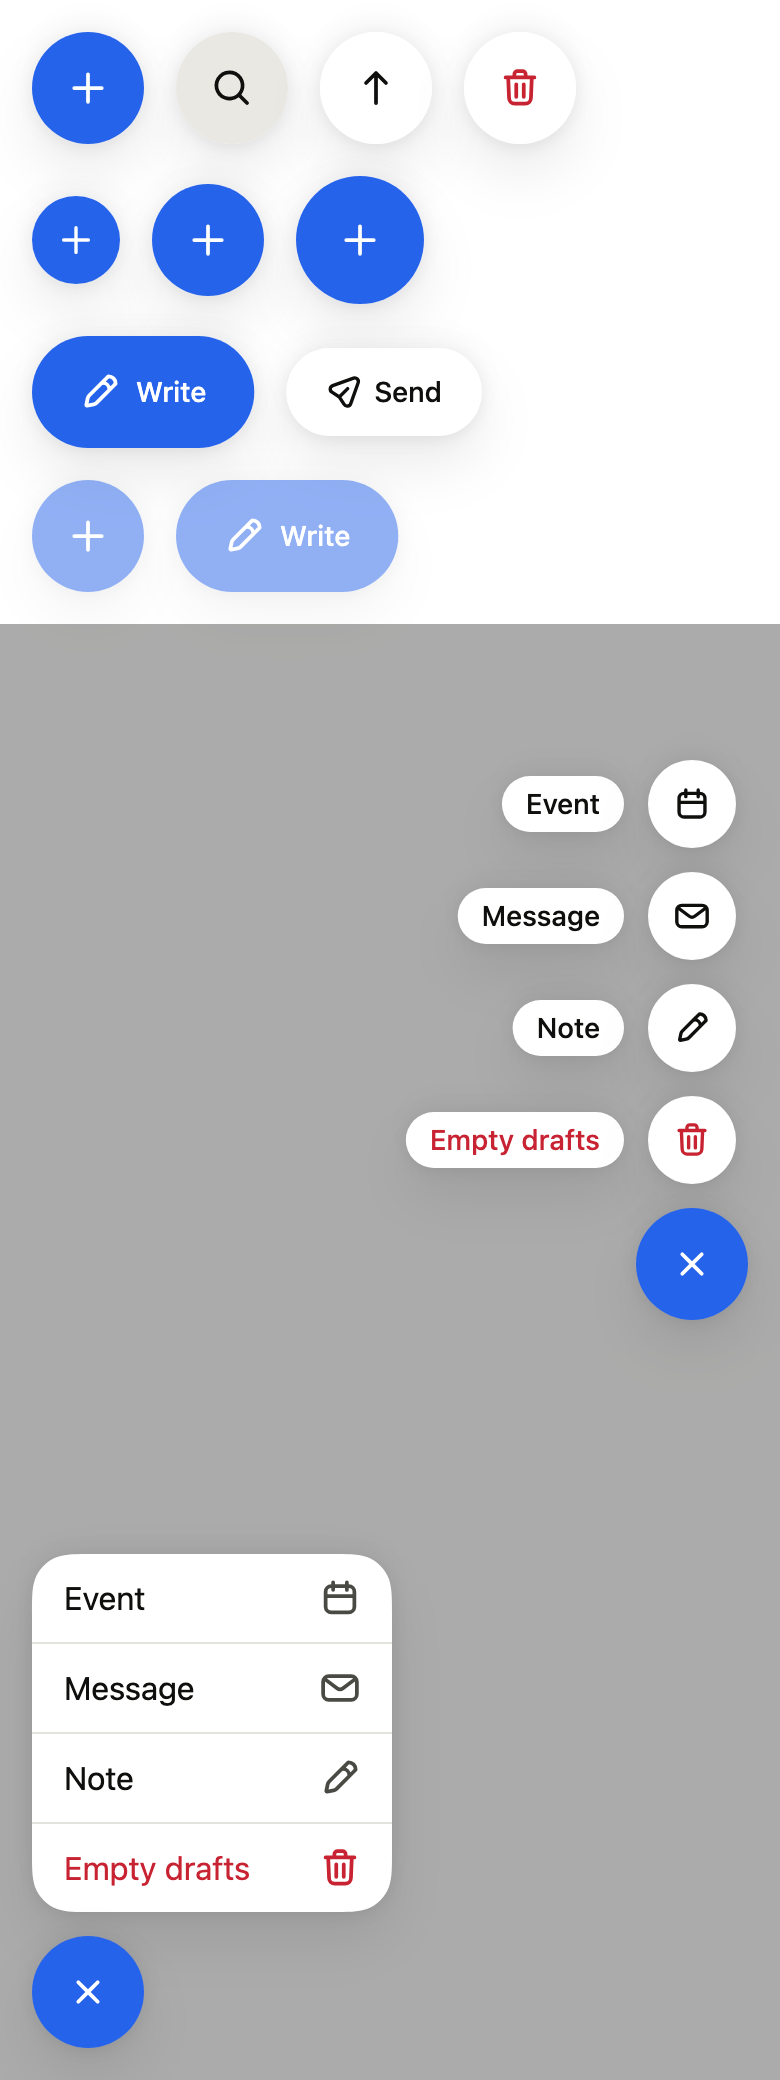 Write
Send
Write
Event
Message
Note
Empty drafts
Event
Message
Note
Empty drafts